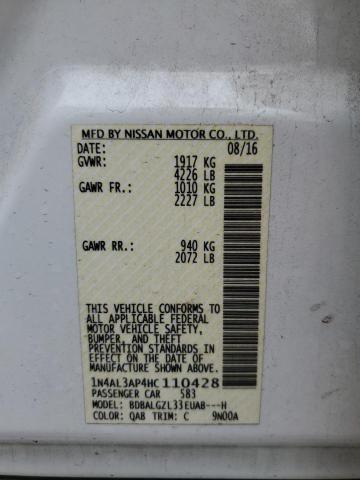 MFD BY NISSAN MOTOR CO., LTD.
DATE: 08/16
GVWR: 1917 KG
4226 LB
GAWR FR.: 1010 KG
2227 LB
GAWR RR.: 940 KG
2072 LB
THIS VEHICLE CONFORMS TO
ALL APPLICABLE FEDERAL
MOTOR VEHICLE SAFETY,
BUMPER, AND THEFT
PREVENTION STANDARDS IN
EFFECT ON THE DATE OF
MANUFACTURE SHOWN ABOVE.
1N4AL3AP4HC110428
PASSENGER CAR 583
MODEL: BDBALGZL33EUAB---H
COLOR: QAB TRIM: C 9N00A